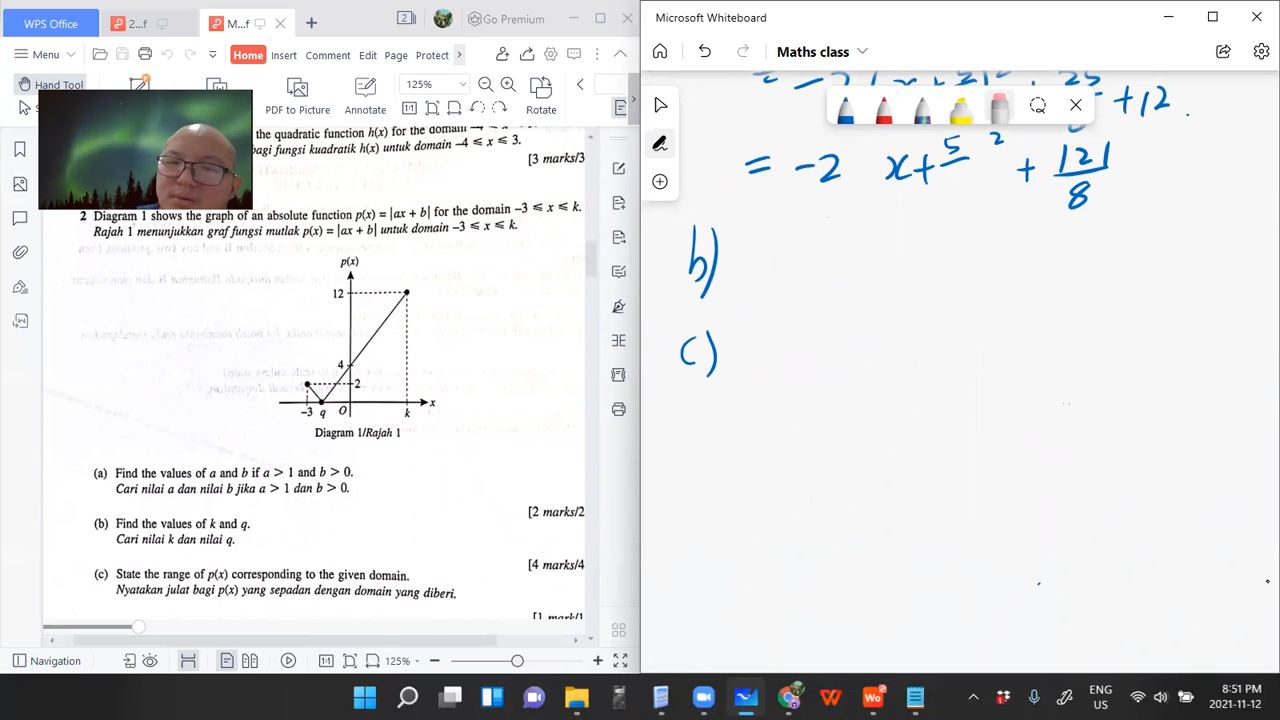 WPS Office
2...f
M...f
2
Go Premium
Menu
Home
Insert
Comment
Edit
Page
Protect
Hand Tool
PDF to Picture
Annotate
125%
Rotate
the quadratic function h(x) for the domain −4 ≤ x ≤ 3.
bagi fungsi kuadratik h(x) untuk domain −4 ≤ x ≤ 3.
[3 marks/3
2 Diagram 1 shows the graph of an absolute function p(x) = |ax + b| for the domain −3 ≤ x ≤ k.
Rajah 1 menunjukkan graf fungsi mutlak p(x) = |ax + b| untuk domain −3 ≤ x ≤ k.
p(x)
12
4
2
−3 q O k x
Diagram 1/Rajah 1
(a) Find the values of a and b if a > 1 and b > 0.
Cari nilai a dan nilai b jika a > 1 dan b > 0.
[2 marks/2
(b) Find the values of k and q.
Cari nilai k dan nilai q.
[4 marks/4
(c) State the range of p(x) corresponding to the given domain.
Nyatakan julat bagi p(x) yang sepadan dengan domain yang diberi.
[1 mark/1
Navigation
125%
Microsoft Whiteboard
Maths class
+12
= -2 x+5 2 + 121
8
b)
c)
ENG
US
8:51 PM
2021-11-12